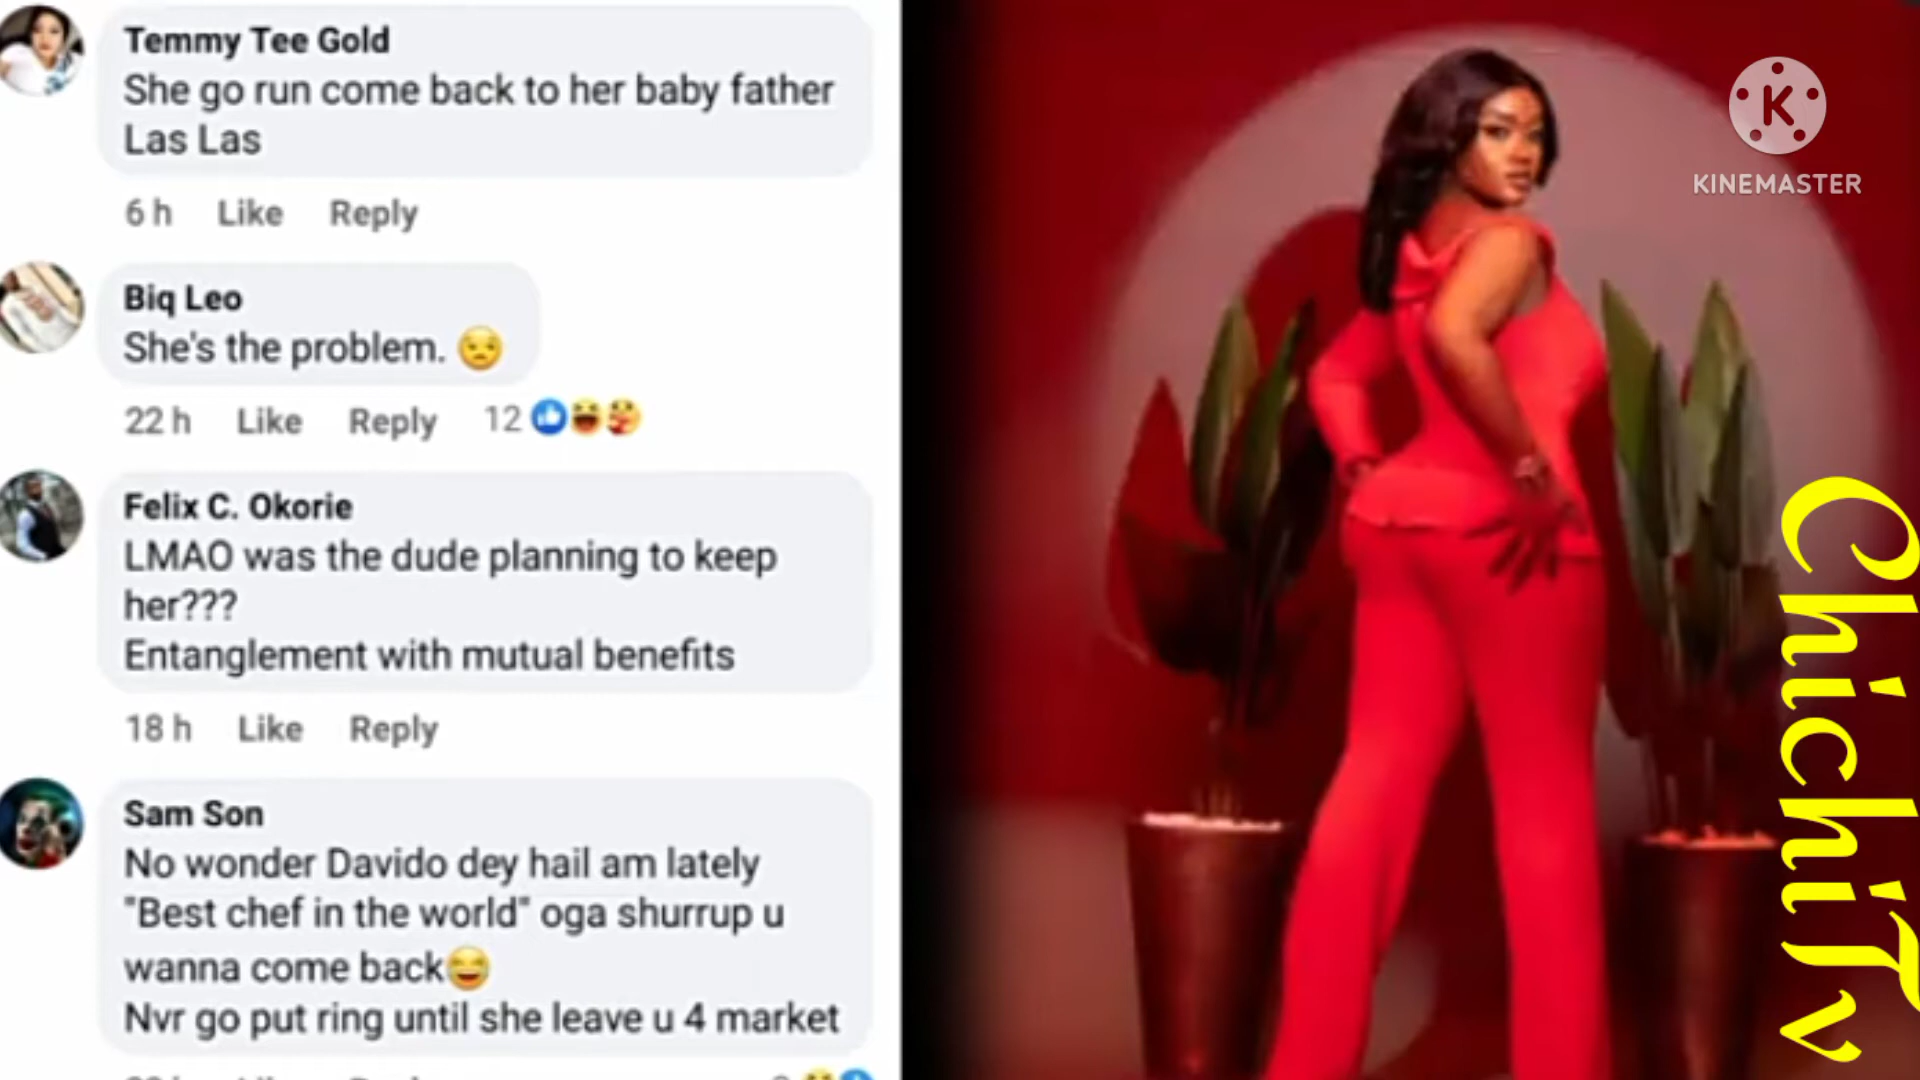 Temmy Tee Gold
She go run come back to her baby father
Las Las
6 h Like Reply
Biq Leo
She's the problem. 😒
22 h Like Reply 12
Felix C. Okorie
LMAO was the dude planning to keep
her???
Entanglement with mutual benefits
18 h Like Reply
Sam Son
No wonder Davido dey hail am lately
"Best chef in the world" oga shurrup u
wanna come back😂
Nvr go put ring until she leave u 4 market
K
KINEMASTER
ChichiTv